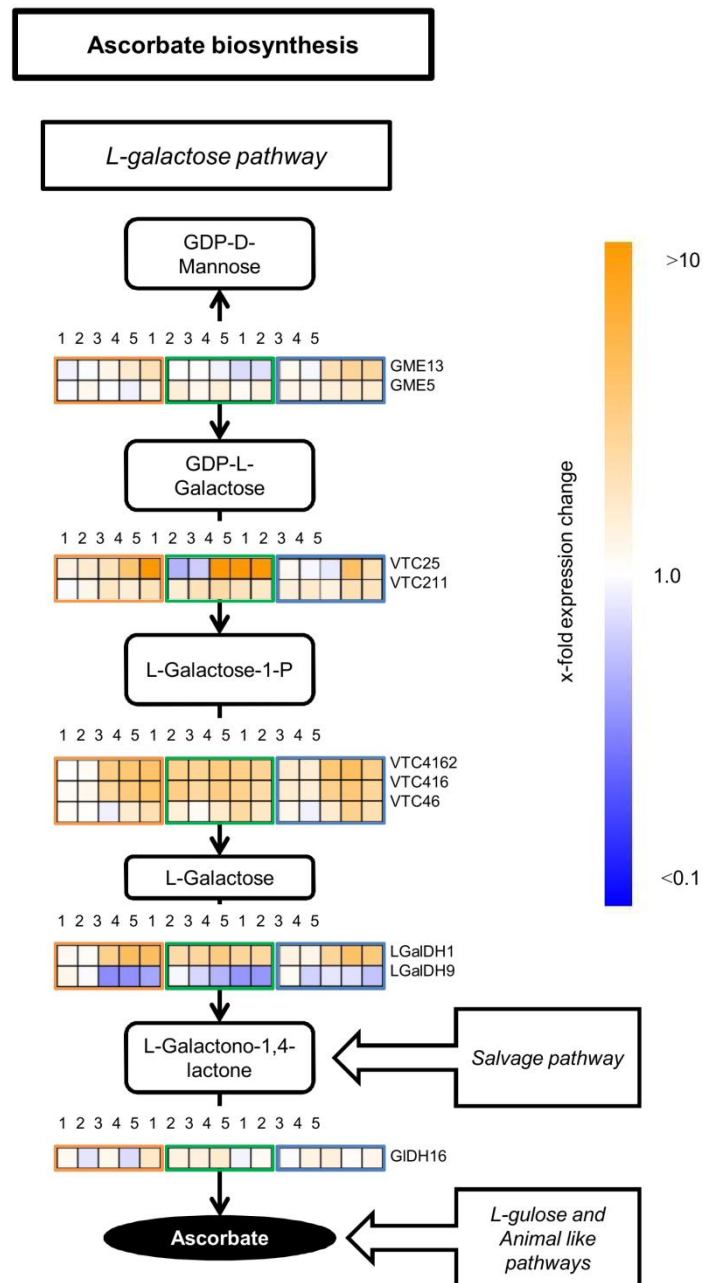 Ascorbate biosynthesis
L-galactose pathway
GDP-D-
Mannose
1 2 3 4 5 1 2 3 4 5 1 2 3 4 5
GME13
GME5
GDP-L-
Galactose
1 2 3 4 5 1 2 3 4 5 1 2 3 4 5
VTC25
VTC211
L-Galactose-1-P
1 2 3 4 5 1 2 3 4 5 1 2 3 4 5
VTC4162
VTC416
VTC46
L-Galactose
1 2 3 4 5 1 2 3 4 5 1 2 3 4 5
LGalDH1
LGalDH9
L-Galactono-1,4-
lactone
Salvage pathway
1 2 3 4 5 1 2 3 4 5 1 2 3 4 5
GlDH16
Ascorbate
L-gulose and
Animal like
pathways
>10
1.0
<0.1
x-fold expression change